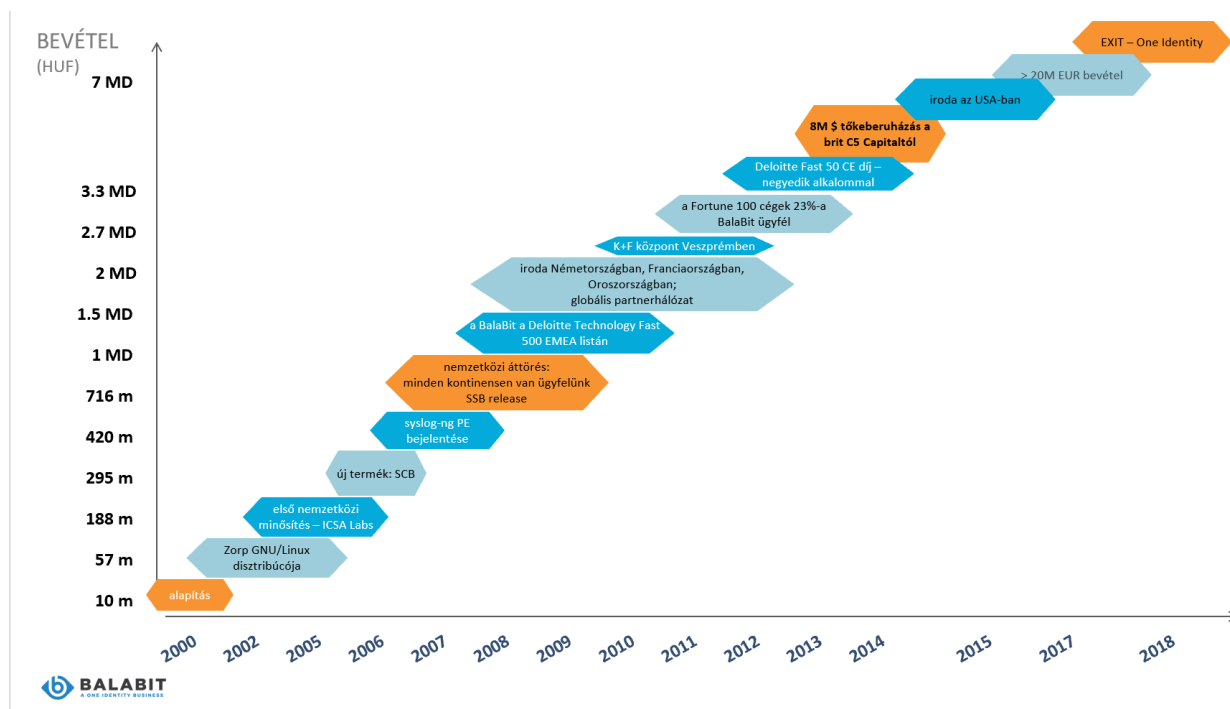 BEVÉTEL
(HUF)
EXIT – One Identity
> 20M EUR bevétel
7 MD
iroda az USA-ban
8M $ tőkeberuházás a
brit C5 Capitaltól
Deloitte Fast 50 CE díj –
negyedik alkalommal
3.3 MD
a Fortune 100 cégek 23%-a
BalaBit ügyfél
2.7 MD
K+F központ Veszprémben
2 MD
iroda Németországban, Franciaországban,
Oroszországban;
globális partnerhálózat
1.5 MD
a BalaBit a Deloitte Technology Fast
500 EMEA listán
1 MD
nemzetközi áttörés:
minden kontinensen van ügyfelünk
SSB release
716 m
syslog-ng PE
bejelentése
420 m
új termék: SCB
295 m
első nemzetközi
minősítés – ICSA Labs
188 m
Zorp GNU/Linux
disztribúcója
57 m
alapítás
10 m
2000
2002
2005
2006
2007
2008
2009
2010
2011
2012
2013
2014
2015
2017
2018
BALABIT
A ONE IDENTITY BUSINESS